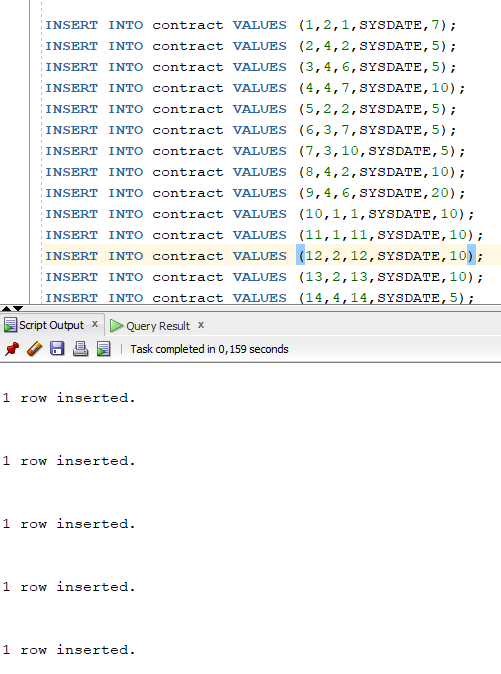 INSERT INTO contract VALUES (1,2,1,SYSDATE,7);
INSERT INTO contract VALUES (2,4,2,SYSDATE,5);
INSERT INTO contract VALUES (3,4,6,SYSDATE,5);
INSERT INTO contract VALUES (4,4,7,SYSDATE,10);
INSERT INTO contract VALUES (5,2,2,SYSDATE,5);
INSERT INTO contract VALUES (6,3,7,SYSDATE,5);
INSERT INTO contract VALUES (7,3,10,SYSDATE,5);
INSERT INTO contract VALUES (8,4,2,SYSDATE,10);
INSERT INTO contract VALUES (9,4,6,SYSDATE,20);
INSERT INTO contract VALUES (10,1,1,SYSDATE,10);
INSERT INTO contract VALUES (11,1,11,SYSDATE,10);
INSERT INTO contract VALUES (12,2,12,SYSDATE,10);
INSERT INTO contract VALUES (13,2,13,SYSDATE,10);
INSERT INTO contract VALUES (14,4,14,SYSDATE,5);
Script Output x Query Result x
Task completed in 0,159 seconds
1 row inserted.
1 row inserted.
1 row inserted.
1 row inserted.
1 row inserted.